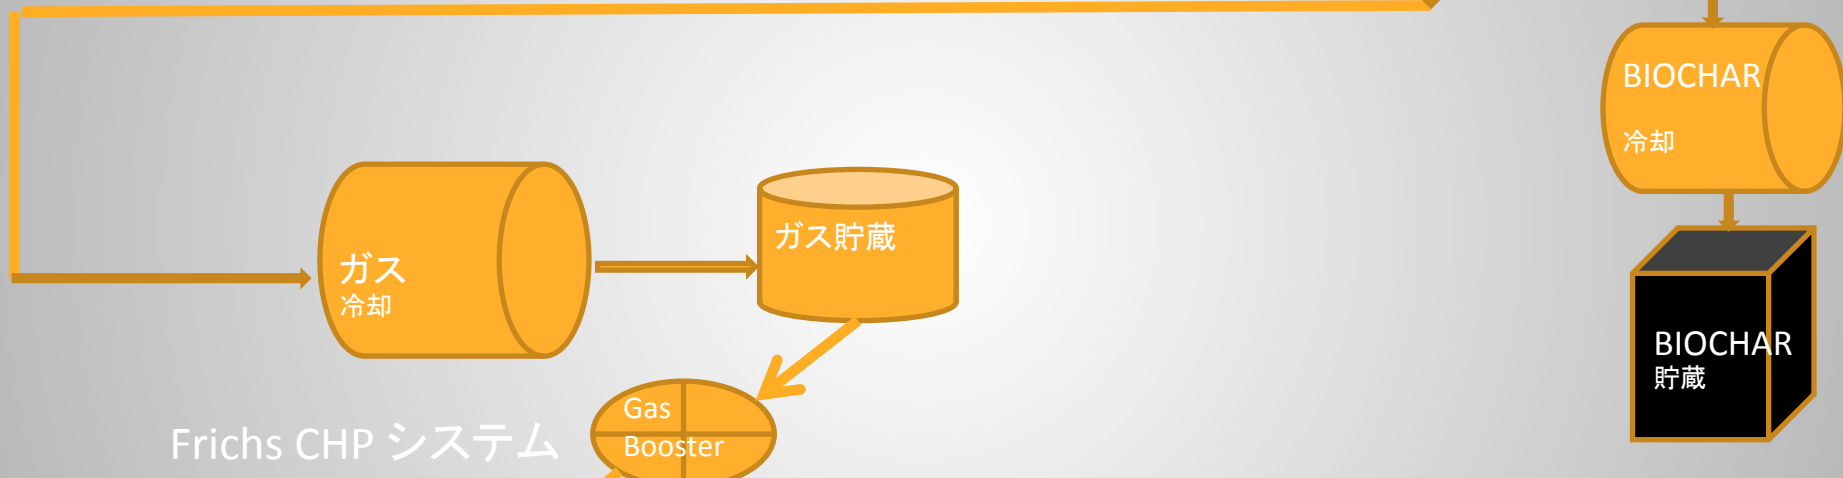 BIOCHAR
冷却
ガス
冷却
ガス貯蔵
BIOCHAR
貯蔵
Gas
Booster
Frichs CHP システム